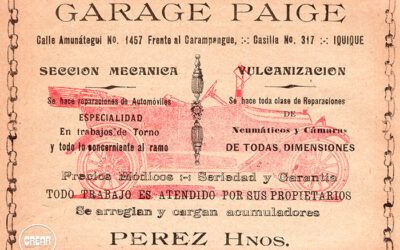 GARAGE PAIGE
Calle Amunátegui No. 1457 Frente al Carampangue, :-: Casilla No. 317 :-: IQUIQUE
SECCION MECANICA
Se hace reparaciones de Automóviles
ESPECIALIDAD
En trabajos de Torno
y todo lo concerniente al ramo
VULCANIZACION
Se hace toda clase de Reparaciones
DE
Neumáticos y Cámaras
DE TODAS DIMENSIONES
Precios Módicos :-: Seriedad y Garantía
TODO TRABAJO ES ATENDIDO POR SUS PROPIETARIOS
Se arreglan y cargan acumuladores
PEREZ Hnos.
CACAR